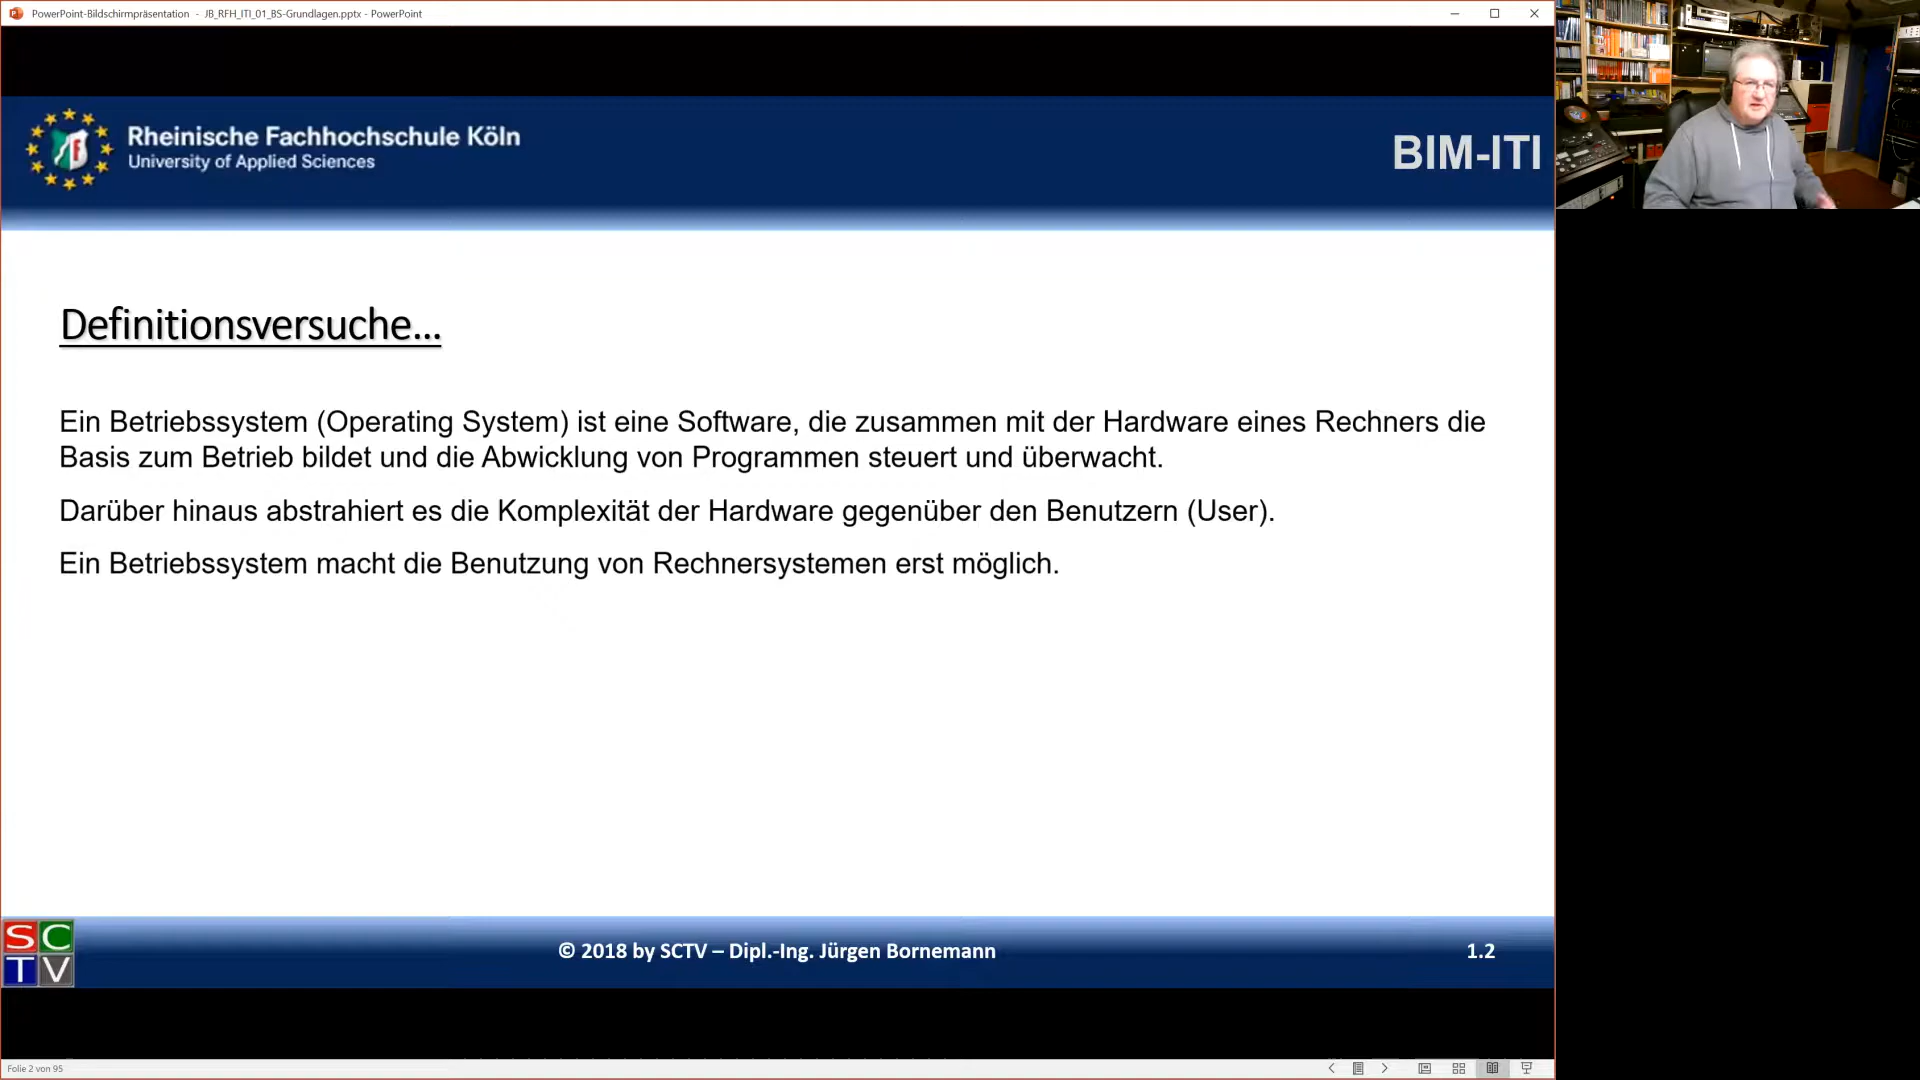 PowerPoint-Bildschirmpräsentation - JB_RFH_ITI_01_BS-Grundlagen.pptx - PowerPoint
Rheinische Fachhochschule Köln
University of Applied Sciences
BIM-ITI
Definitionsversuche...
Ein Betriebssystem (Operating System) ist eine Software, die zusammen mit der Hardware eines Rechners die
Basis zum Betrieb bildet und die Abwicklung von Programmen steuert und überwacht.
Darüber hinaus abstrahiert es die Komplexität der Hardware gegenüber den Benutzern (User).
Ein Betriebssystem macht die Benutzung von Rechnersystemen erst möglich.
SC
TV
© 2018 by SCTV – Dipl.-Ing. Jürgen Bornemann
1.2
Folie 2 von 95